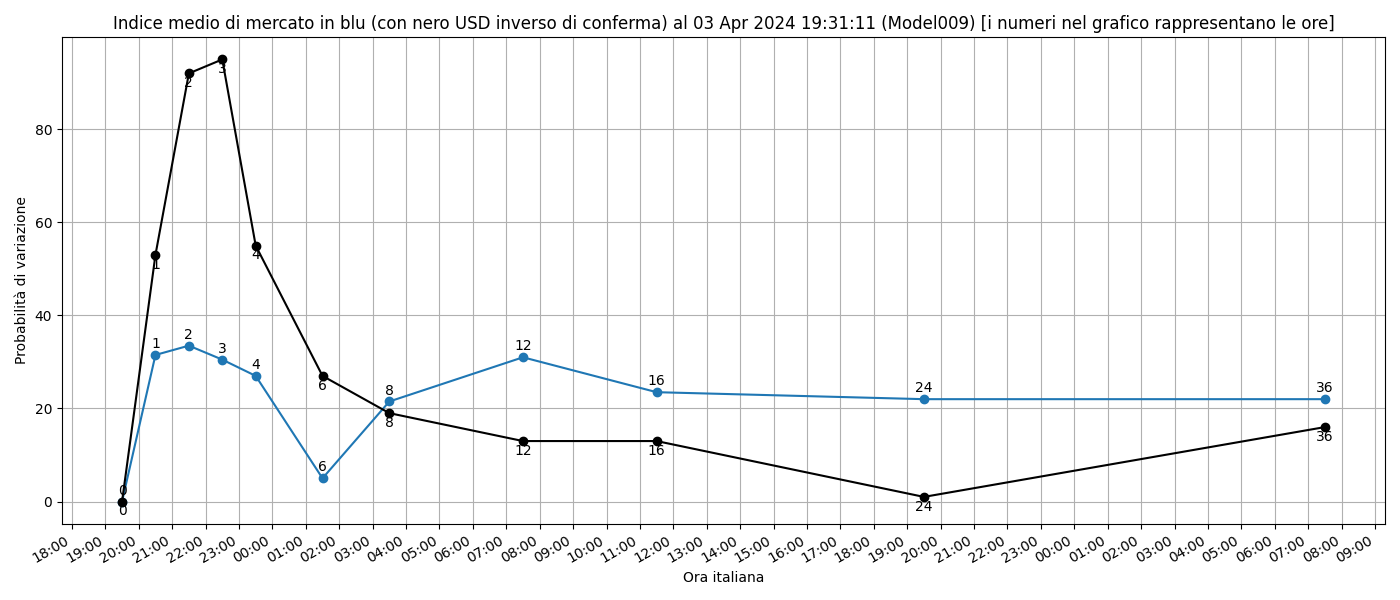 Indice medio di mercato in blu (con nero USD inverso di conferma) al 03 Apr 2024 19:31:11 (Model009) [i numeri nel grafico rappresentano le ore]
Probabilità di variazione
80
60
40
20
0
0 1 2 3 4 6 8 12 16 24 36
0 1 2 3 4 6 8 12 16 24 36
18:00 19:00 20:00 21:00 22:00 23:00 00:00 01:00 02:00 03:00 04:00 05:00 06:00 07:00 08:00 09:00 10:00 11:00 12:00 13:00 14:00 15:00 16:00 17:00 18:00 19:00 20:00 21:00 22:00 23:00 00:00 01:00 02:00 03:00 04:00 05:00 06:00 07:00 08:00 09:00
Ora italiana